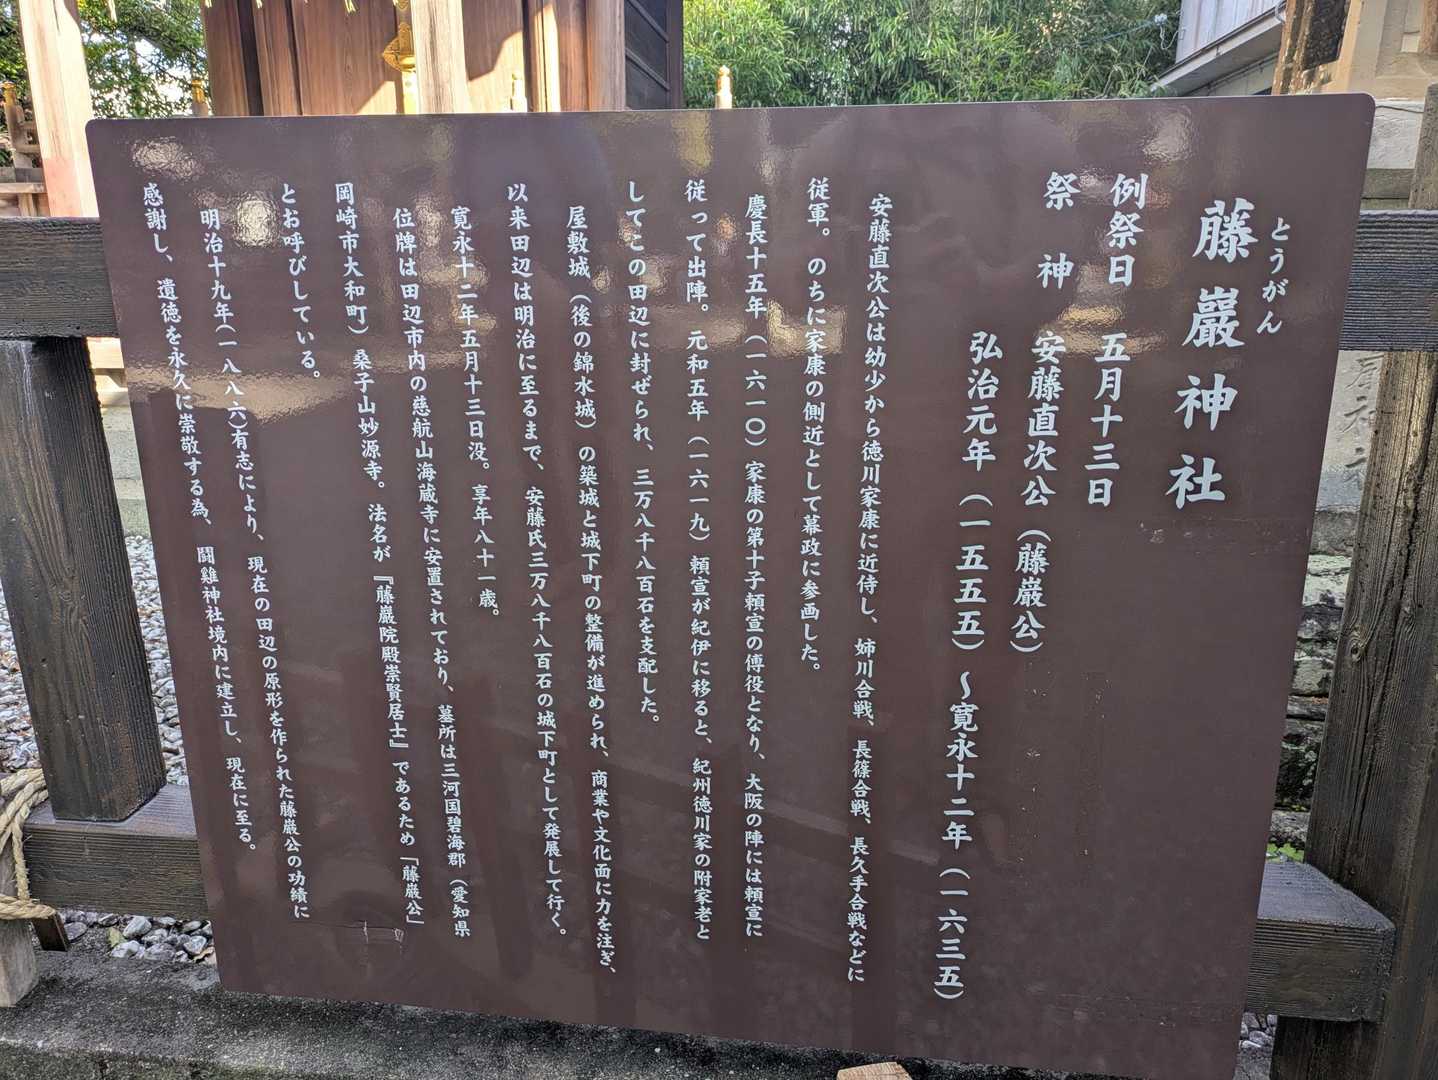 とうがん
藤巖神社
例祭日 五月十三日
祭神 安藤直次公(藤巌公)
弘治元年(一五五五)~寛永十二年(一六三五)
安藤直次公は幼少から徳川家康に近侍し、姉川合戦、長篠合戦、長久手合戦などに
従軍。のちに家康の側近として幕政に参画した。
慶長十五年(一六一〇)家康の第十子頼宣の傅役となり、大阪の陣には頼宣に
従って出陣。元和五年(一六一九)頼宣が紀伊に移ると、紀州徳川家の附家老と
してこの田辺に封ぜられ、三万八千八百石を支配した。
屋敷城(後の錦水城)の築城と城下町の整備が進められ、商業や文化面に力を注ぎ、
以来田辺は明治に至るまで、安藤氏三万八千八百石の城下町として発展して行く。
寛永十二年五月十三日没。享年八十一歳。
位牌は田辺市内の慈航山海蔵寺に安置されており、墓所は三河国碧海郡(愛知県
岡崎市大和町)桑子山妙源寺。法名が『藤巖院殿崇賢居士』であるため「藤巌公」
とお呼びしている。
明治十九年(一八八六)有志により、現在の田辺の原形を作られた藤巌公の功績に
感謝し、遺徳を永久に崇敬する為、闘雞神社境内に建立し、現在に至る。